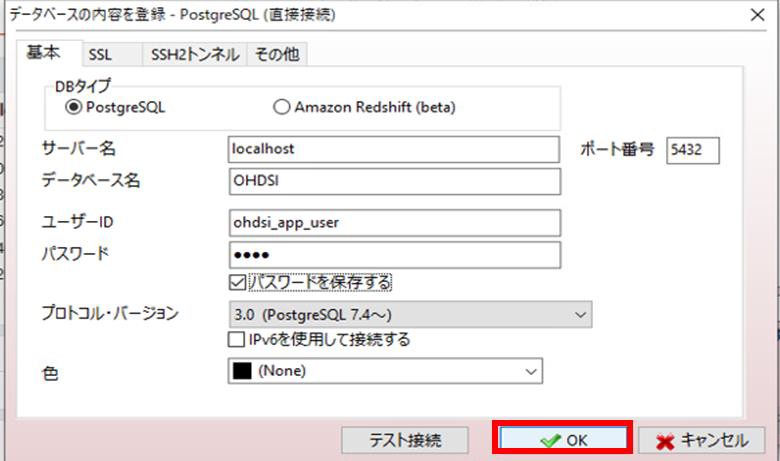 データベースの内容を登録 - PostgreSQL (直接接続)
基本 SSL SSH2トンネル その他
DBタイプ
PostgreSQL Amazon Redshift (beta)
サーバー名 localhost ポート番号 5432
データベース名 OHDSI
ユーザーID ohdsi_app_user
パスワード ●●●●
パスワードを保存する
プロトコル・バージョン 3.0 (PostgreSQL 7.4~)
IPv6を使用して接続する
色 (None)
テスト接続 OK キャンセル